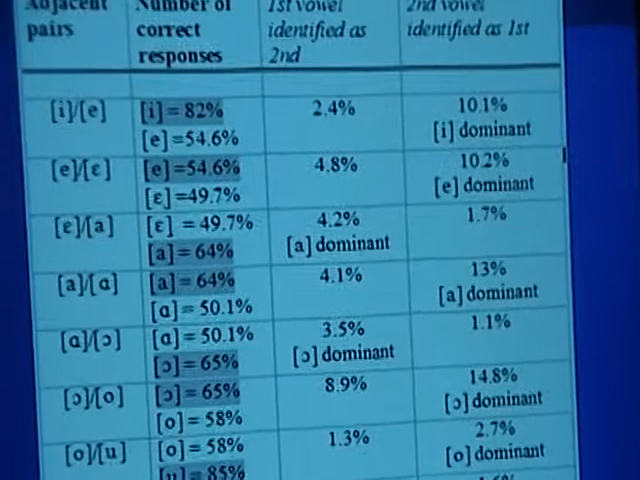 Adjacent Number of 1st vowel 2nd vowel
pairs correct identified as identified as 1st
responses 2nd
[i]/[e] [i] = 82% 2.4% 10.1%
[e] =54.6% [i] dominant
[e]/[ɛ] [e] =54.6% 4.8% 10.2%
[ɛ] =49.7% [e] dominant
[ɛ]/[a] [ɛ] = 49.7% 4.2% 1.7%
[a] = 64% [a] dominant
[a]/[ɑ] [a] = 64% 4.1% 13%
[ɑ] = 50.1% [a] dominant
[ɑ]/[ɔ] [ɑ] = 50.1% 3.5% 1.1%
[ɔ] = 65% [ɔ] dominant
[ɔ]/[o] [ɔ] = 65% 8.9% 14.8%
[o] = 58% [ɔ] dominant
[o]/[u] [o] = 58% 1.3% 2.7%
[u] = 85% [o] dominant